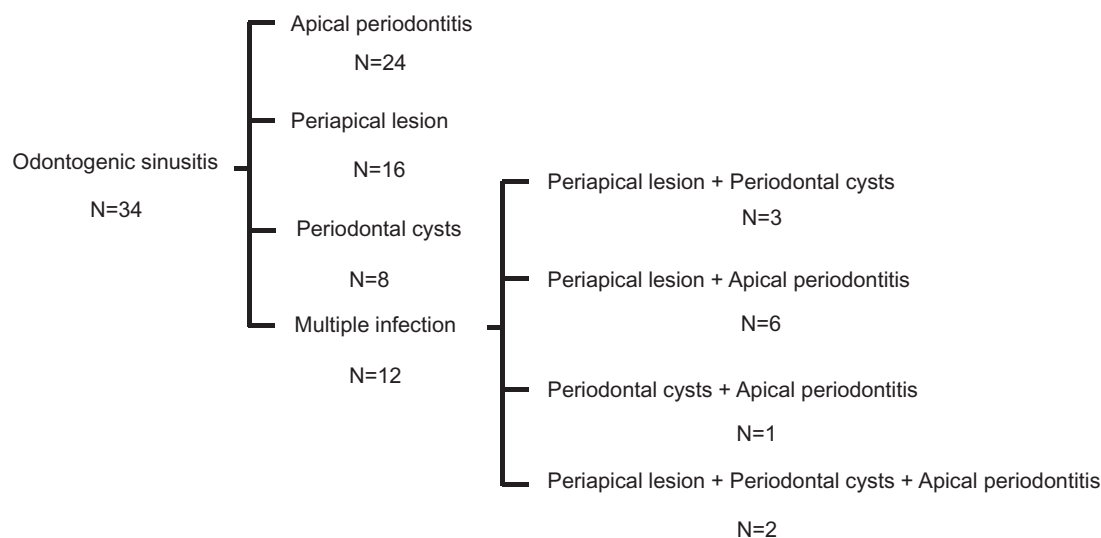 Odontogenic sinusitis
N=34
Apical periodontitis
N=24
Periapical lesion
N=16
Periodontal cysts
N=8
Multiple infection
N=12
Periapical lesion + Periodontal cysts
N=3
Periapical lesion + Apical periodontitis
N=6
Periodontal cysts + Apical periodontitis
N=1
Periapical lesion + Periodontal cysts + Apical periodontitis
N=2